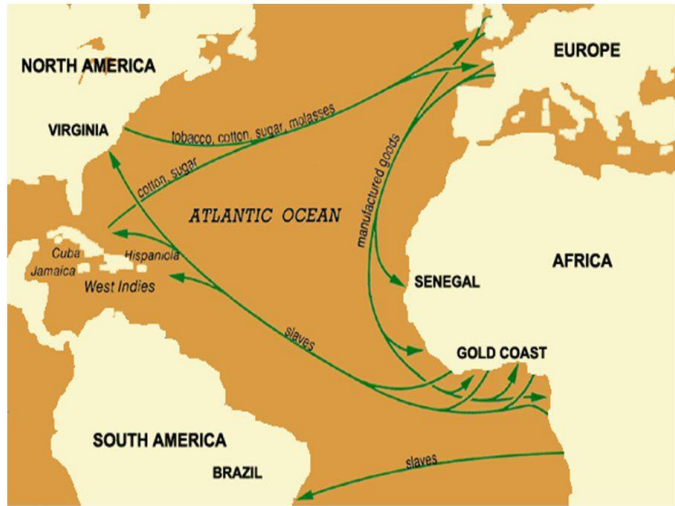 EUROPE
NORTH AMERICA
VIRGINIA
tobacco, cotton, sugar, molasses
cotton, sugar
manufactured goods
ATLANTIC OCEAN
Cuba
Hispaniola
Jamaica
West Indies
SENEGAL
AFRICA
slaves
GOLD COAST
SOUTH AMERICA
BRAZIL
slaves